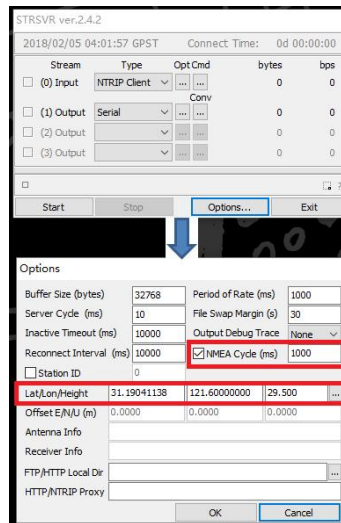 STRSVR ver.2.4.2
2018/02/05 04:01:57 GPST Connect Time: 0d 00:00:00
Stream Type Opt Cmd bytes bps
(0) Input NTRIP Client ... ... 0 0
Conv
(1) Output Serial ... ... 0 0
(2) Output ... ... 0 0
(3) Output ... ... 0 0
Start Stop Options... Exit
Options
Buffer Size (bytes) 32768 Period of Rate (ms) 1000
Server Cycle (ms) 10 File Swap Margin (s) 30
Inactive Timeout (ms) 10000 Output Debug Trace None
Reconnect Interval (ms) 10000 NMEA Cycle (ms) 1000
Station ID 0
Lat/Lon/Height 31.19041138 121.60000000 29.500 ...
Offset E/N/U (m) 0.0000 0.0000 0.0000
Antenna Info
Receiver Info
FTP/HTTP Local Dir ...
HTTP/NTRIP Proxy
OK Cancel